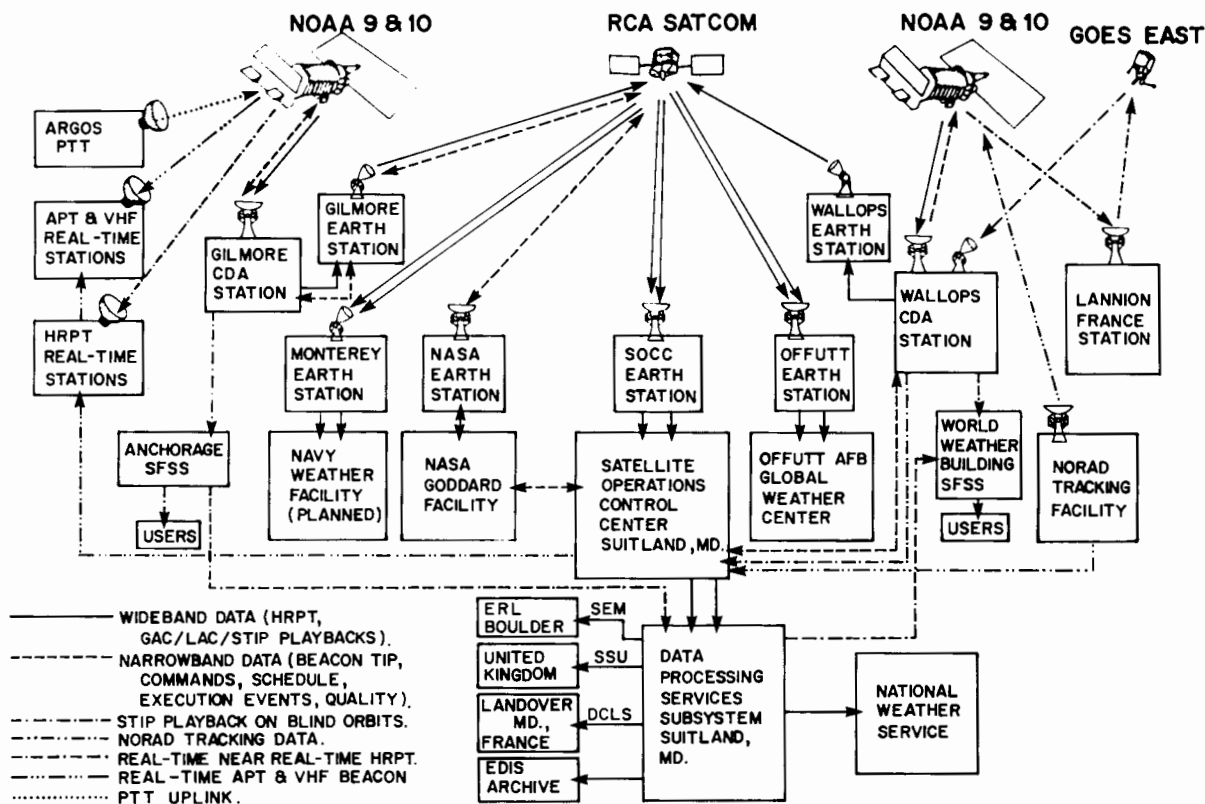 NOAA 9 & 10
RCA SATCOM
NOAA 9 & 10
GOES EAST
ARGOS
PTT
APT & VHF
REAL-TIME
STATIONS
HRPT
REAL-TIME
STATIONS
GILMORE
CDA
STATION
GILMORE
EARTH
STATION
WALLOPS
EARTH
STATION
WALLOPS
CDA
STATION
LANNION
FRANCE
STATION
MONTEREY
EARTH
STATION
NASA
EARTH
STATION
SOCC
EARTH
STATION
OFFUTT
EARTH
STATION
ANCHORAGE
SFSS
USERS
NAVY
WEATHER
FACILITY
(PLANNED)
NASA
GODDARD
FACILITY
SATELLITE
OPERATIONS
CONTROL
CENTER
SUITLAND, MD.
OFFUTT AFB
GLOBAL
WEATHER
CENTER
WORLD
WEATHER
BUILDING
SFSS
USERS
NORAD
TRACKING
FACILITY
ERL
BOULDER
SEM
UNITED
KINGDOM
SSU
LANDOVER
MD.,
FRANCE
DCLS
EDIS
ARCHIVE
DATA
PROCESSING
SERVICES
SUBSYSTEM
SUITLAND,
MD.
NATIONAL
WEATHER
SERVICE
WIDEBAND DATA (HRPT,
GAC/LAC/STIP PLAYBACKS).
NARROWBAND DATA (BEACON TIP,
COMMANDS, SCHEDULE,
EXECUTION EVENTS, QUALITY).
STIP PLAYBACK ON BLIND ORBITS.
NORAD TRACKING DATA.
REAL-TIME NEAR REAL-TIME HRPT.
REAL-TIME APT & VHF BEACON
PTT UPLINK.